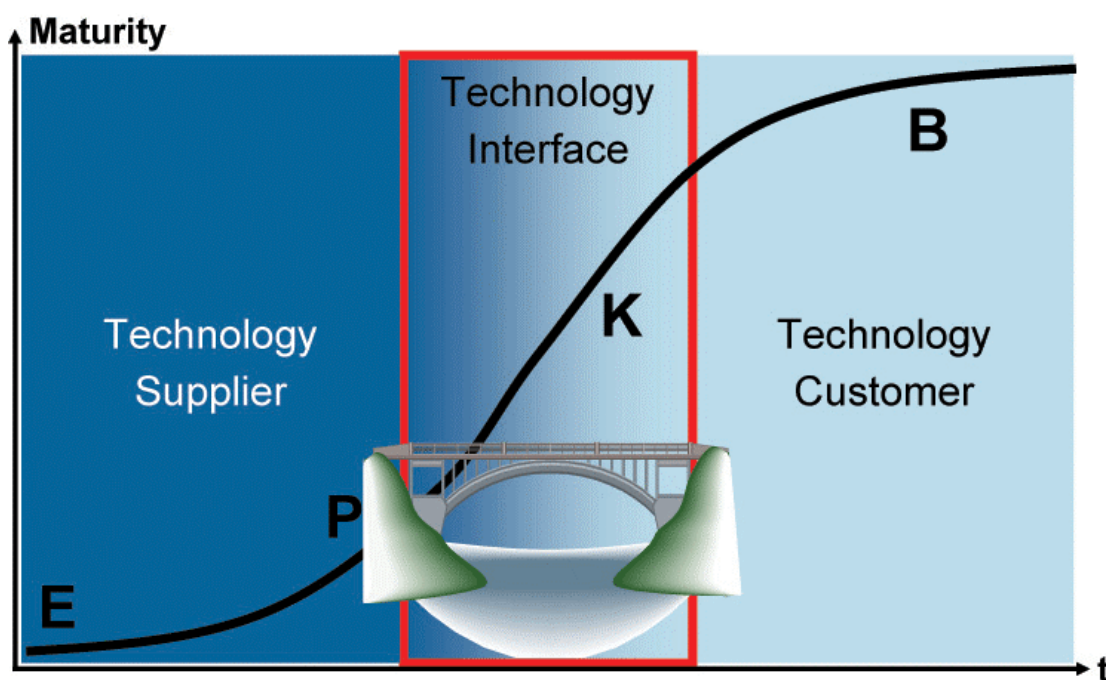 Maturity
Technology
Interface
B
K
Technology
Supplier
Technology
Customer
P
E
t